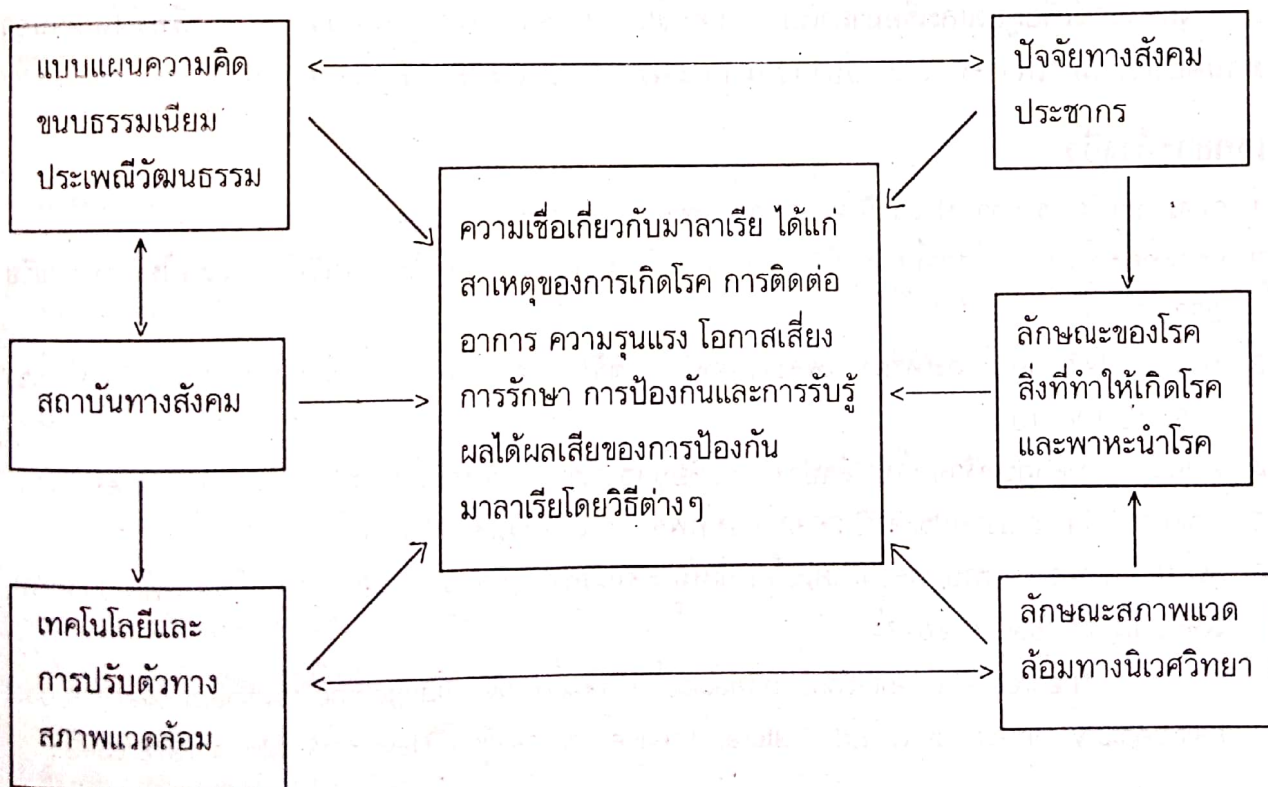 แบบแผนความคิด
ขนบธรรมเนียม
ประเพณีวัฒนธรรม
ปัจจัยทางสังคม
ประชากร
ความเชื่อเกี่ยวกับมาลาเรีย ได้แก่
สาเหตุของการเกิดโรค การติดต่อ
อาการ ความรุนแรง โอกาสเสี่ยง
การรักษา การป้องกันและการรับรู้
ผลได้ผลเสียของการป้องกัน
มาลาเรียโดยวิธีต่างๆ
สถาบันทางสังคม
ลักษณะของโรค
สิ่งที่ทำให้เกิดโรค
และพาหะนำโรค
เทคโนโลยีและ
การปรับตัวทาง
สภาพแวดล้อม
ลักษณะสภาพแวด
ล้อมทางนิเวศวิทยา